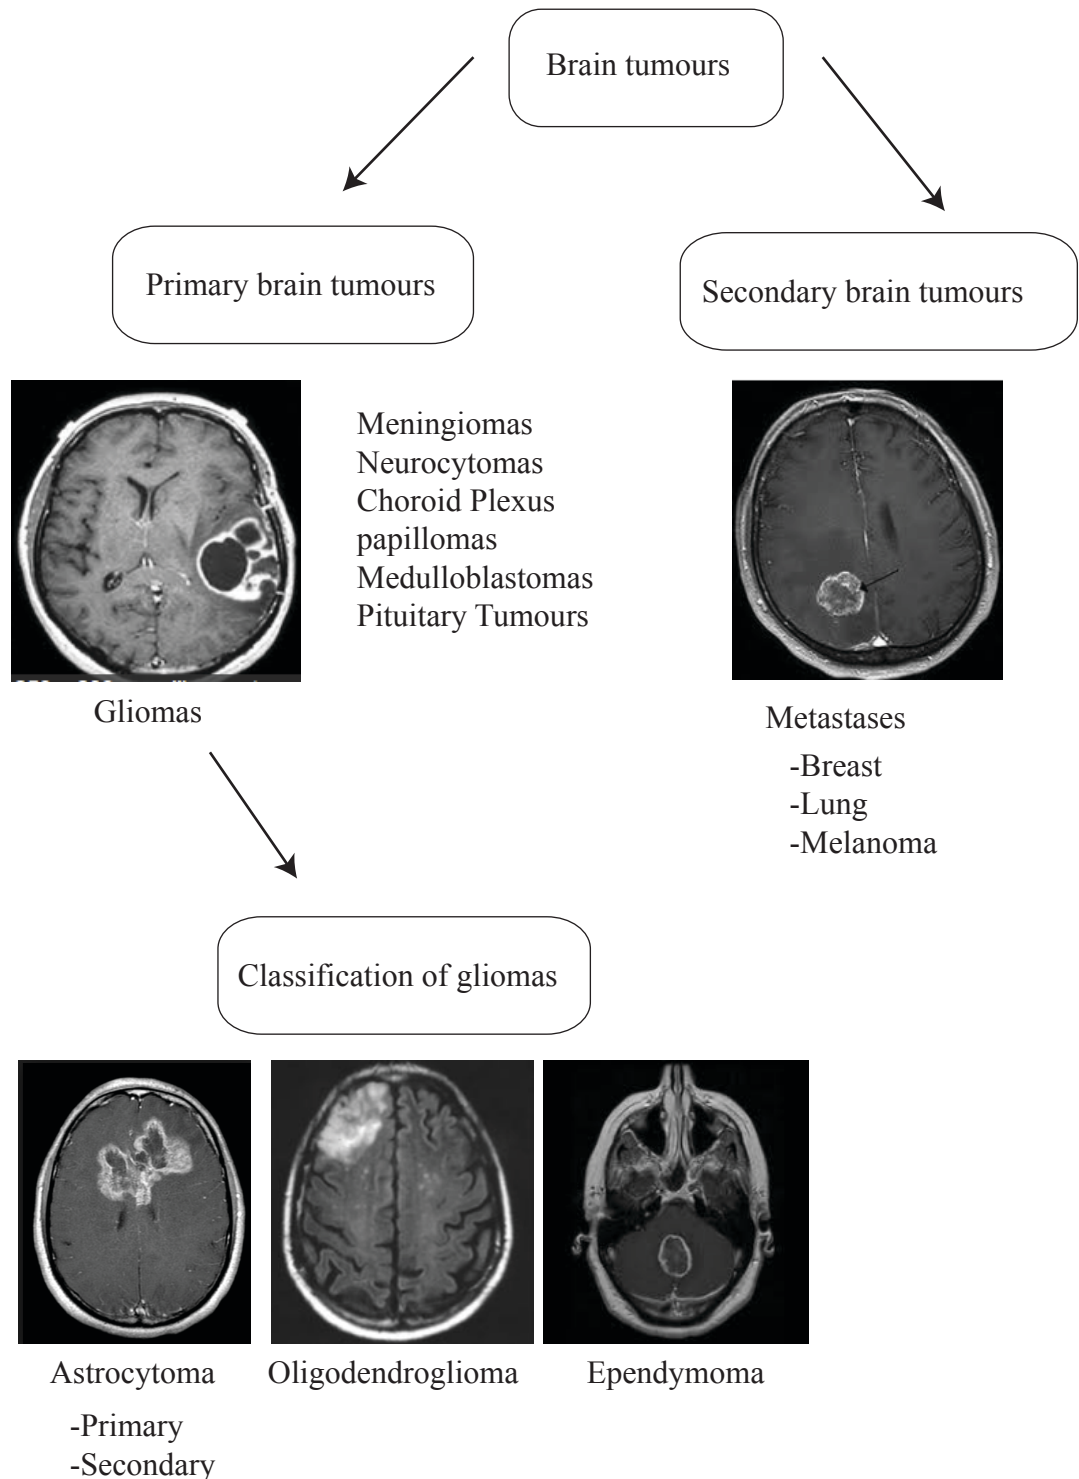 Brain tumours
Primary brain tumours
Secondary brain tumours
Meningiomas
Neurocytomas
Choroid Plexus
papillomas
Medulloblastomas
Pituitary Tumours
Gliomas
Metastases
-Breast
-Lung
-Melanoma
Classification of gliomas
Astrocytoma
-Primary
-Secondary
Oligodendroglioma
Ependymoma